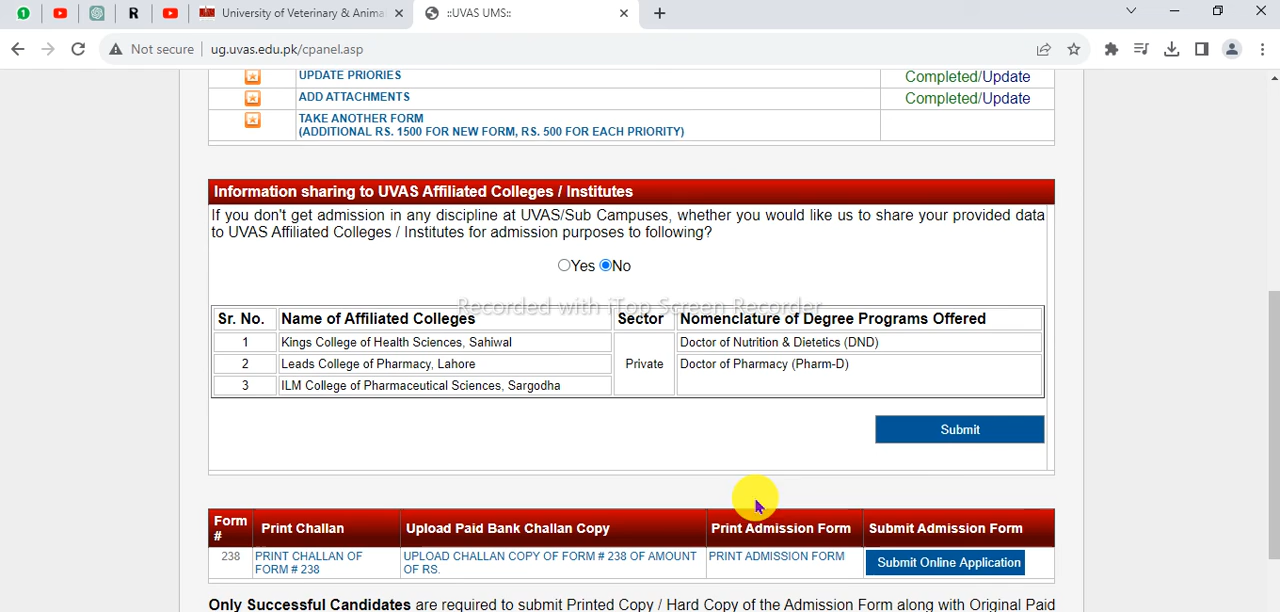 University of Veterinary & Anima
::UVAS UMS::
Not secure
ug.uvas.edu.pk/cpanel.asp
UPDATE PRIORIES
Completed/Update
ADD ATTACHMENTS
Completed/Update
TAKE ANOTHER FORM
(ADDITIONAL RS. 1500 FOR NEW FORM, RS. 500 FOR EACH PRIORITY)
Information sharing to UVAS Affiliated Colleges / Institutes
If you don't get admission in any discipline at UVAS/Sub Campuses, whether you would like us to share your provided data
to UVAS Affiliated Colleges / Institutes for admission purposes to following?
Yes No
Recorded with iTop Screen Recorder
Sr. No. Name of Affiliated Colleges Sector Nomenclature of Degree Programs Offered
1 Kings College of Health Sciences, Sahiwal Doctor of Nutrition & Dietetics (DND)
2 Leads College of Pharmacy, Lahore Private Doctor of Pharmacy (Pharm-D)
3 ILM College of Pharmaceutical Sciences, Sargodha
Submit
Form
#
Print Challan
Upload Paid Bank Challan Copy
Print Admission Form
Submit Admission Form
238
PRINT CHALLAN OF
FORM # 238
UPLOAD CHALLAN COPY OF FORM # 238 OF AMOUNT
OF RS.
PRINT ADMISSION FORM
Submit Online Application
Only Successful Candidates are required to submit Printed Copy / Hard Copy of the Admission Form along with Original Paid